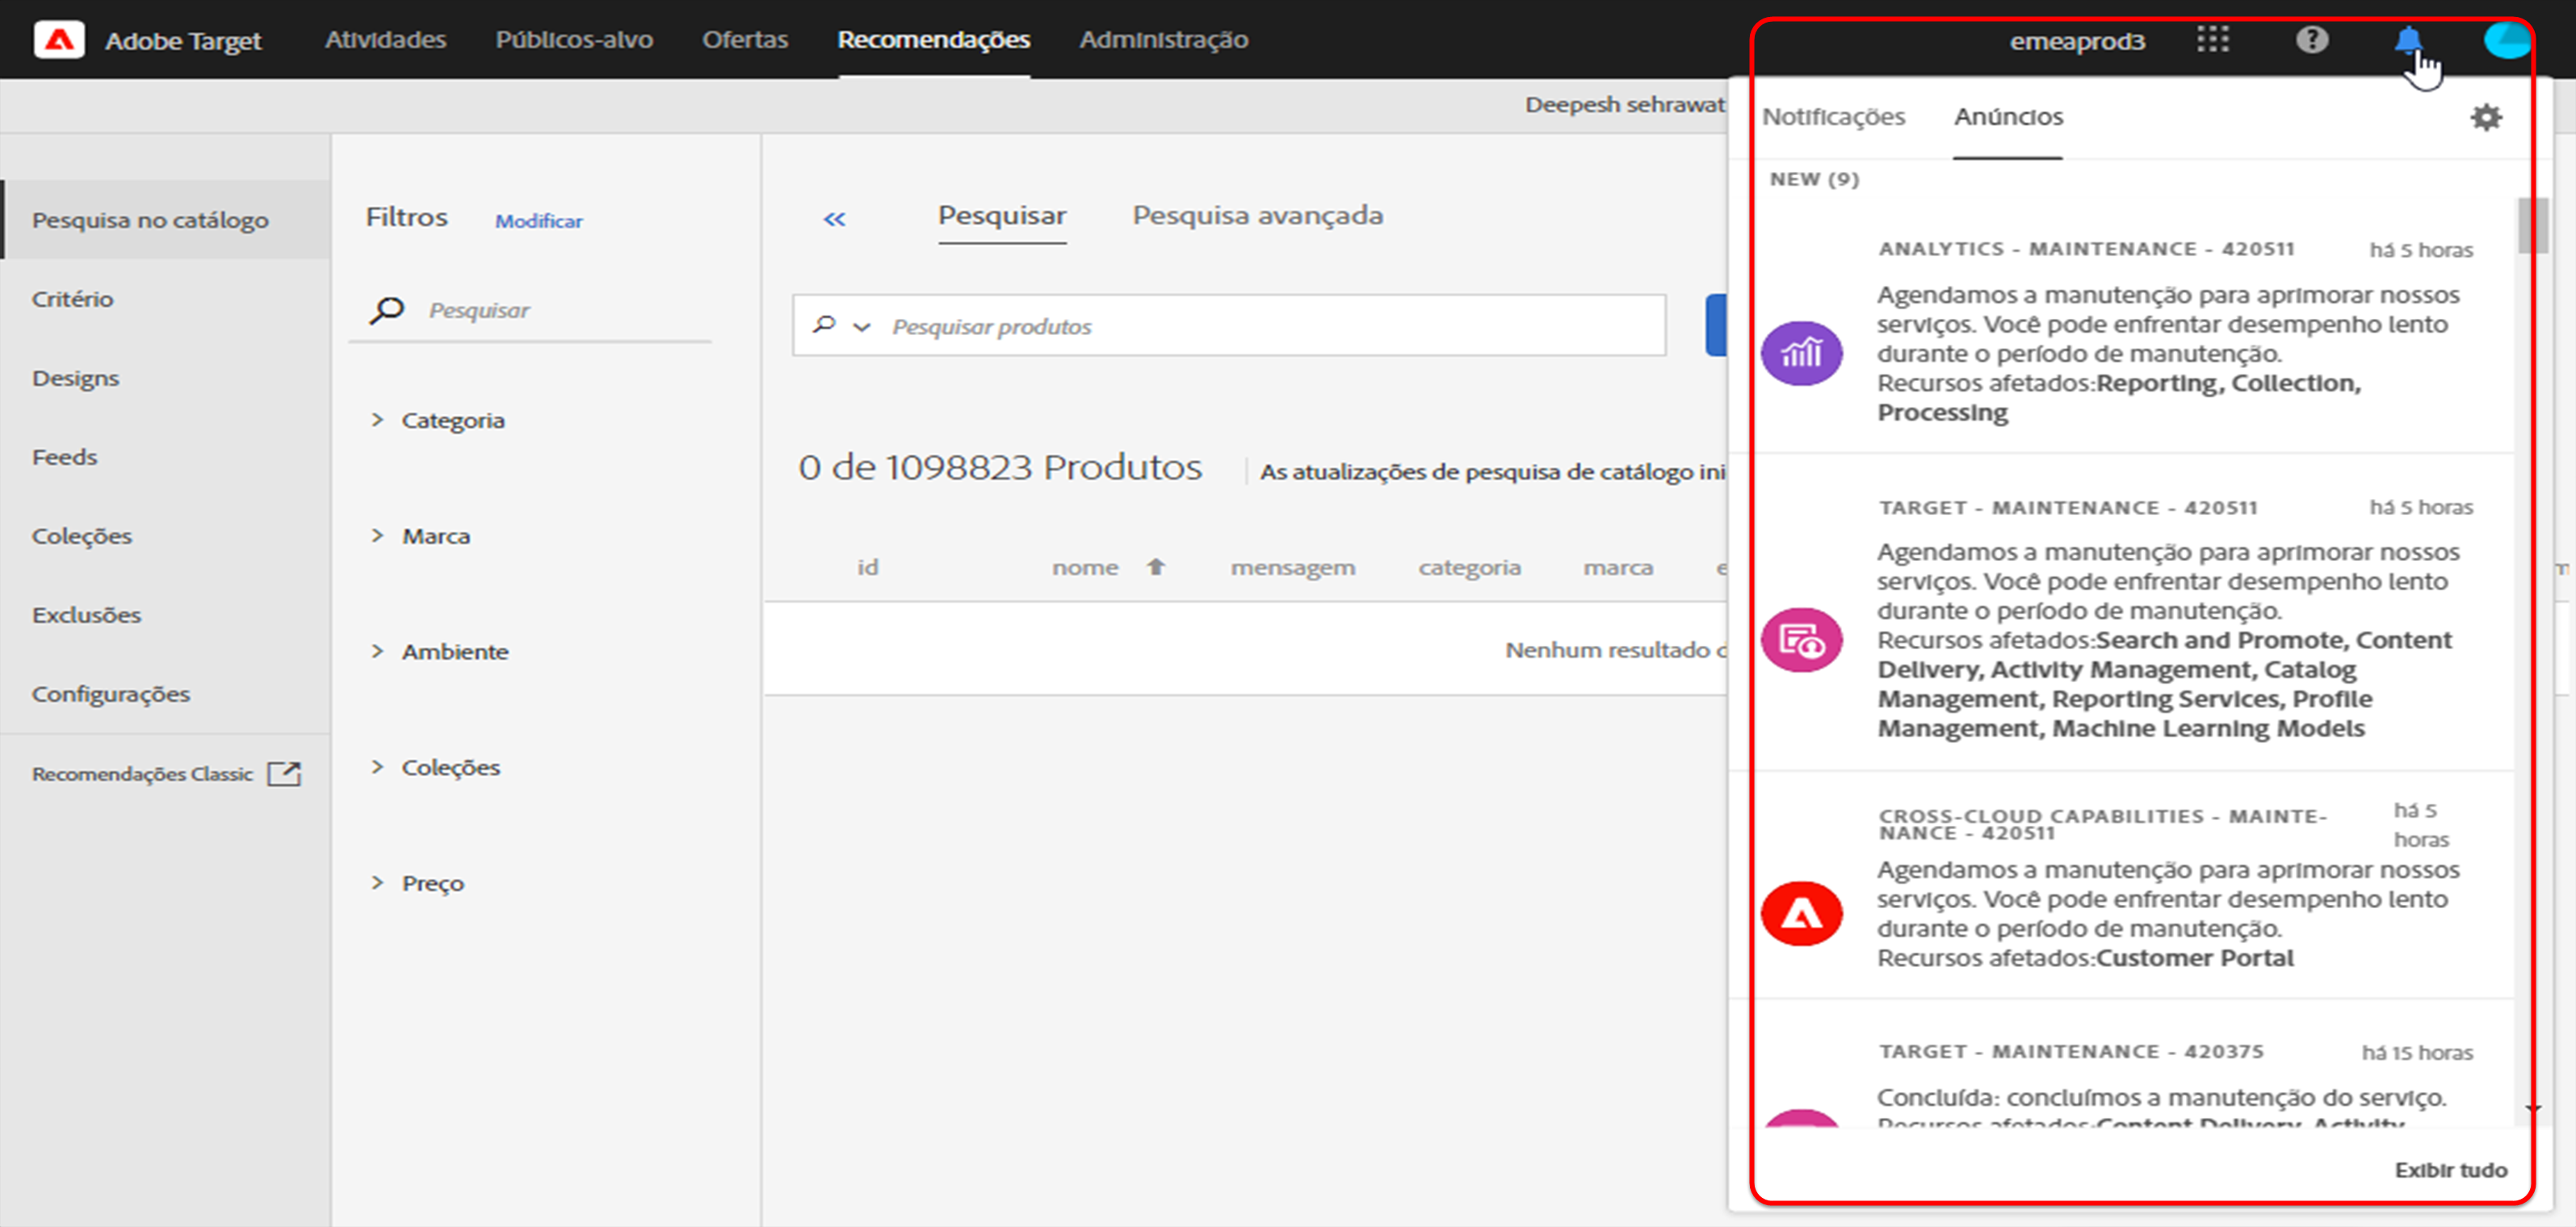 Adobe Target
Atividades
Públicos-alvo
Ofertas
Recomendações
Administração
emeaprod3
Deepesh sehrawat
Pesquisa no catálogo
Critério
Designs
Feeds
Coleções
Exclusões
Configurações
Recomendações Classic
Filtros
Modificar
Pesquisar
Categoria
Marca
Ambiente
Coleções
Preço
Pesquisar
Pesquisa avançada
Pesquisar produtos
0 de 1098823 Produtos
As atualizações de pesquisa de catálogo ini
id
nome
mensagem
categoria
marca
Nenhum resultado
Notificações
Anúncios
NEW (9)
ANALYTICS - MAINTENANCE - 420511
há 5 horas
Agendamos a manutenção para aprimorar nossos
serviços. Você pode enfrentar desempenho lento
durante o período de manutenção.
Recursos afetados:Reporting, Collection,
Processing
TARGET - MAINTENANCE - 420511
há 5 horas
Agendamos a manutenção para aprimorar nossos
serviços. Você pode enfrentar desempenho lento
durante o período de manutenção.
Recursos afetados:Search and Promote, Content
Delivery, Activity Management, Catalog
Management, Reporting Services, Profile
Management, Machine Learning Models
CROSS-CLOUD CAPABILITIES - MAINTE-
NANCE - 420511
há 5
horas
Agendamos a manutenção para aprimorar nossos
serviços. Você pode enfrentar desempenho lento
durante o período de manutenção.
Recursos afetados:Customer Portal
TARGET - MAINTENANCE - 420375
há 15 horas
Concluída: concluímos a manutenção do serviço.
Recursos afetados:Content Delivery, Activity
Exibir tudo